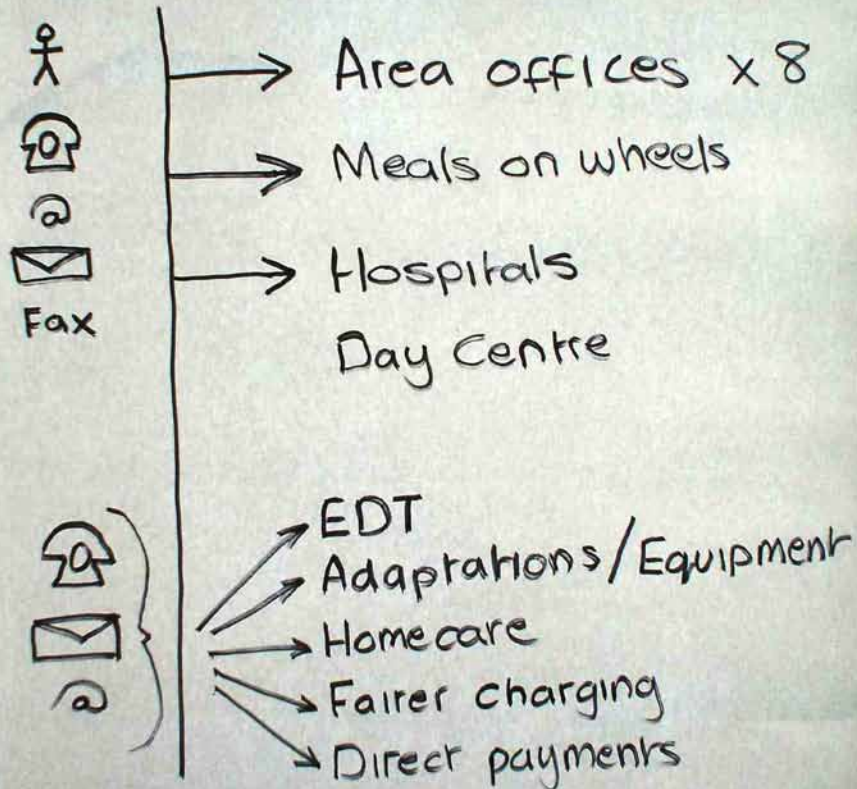 Area offices x 8
Meals on wheels
@
Hospitals
Fax
Day Centre
EDT
Adaptations/Equipment
Homecare
@
Fairer charging
Direct payments